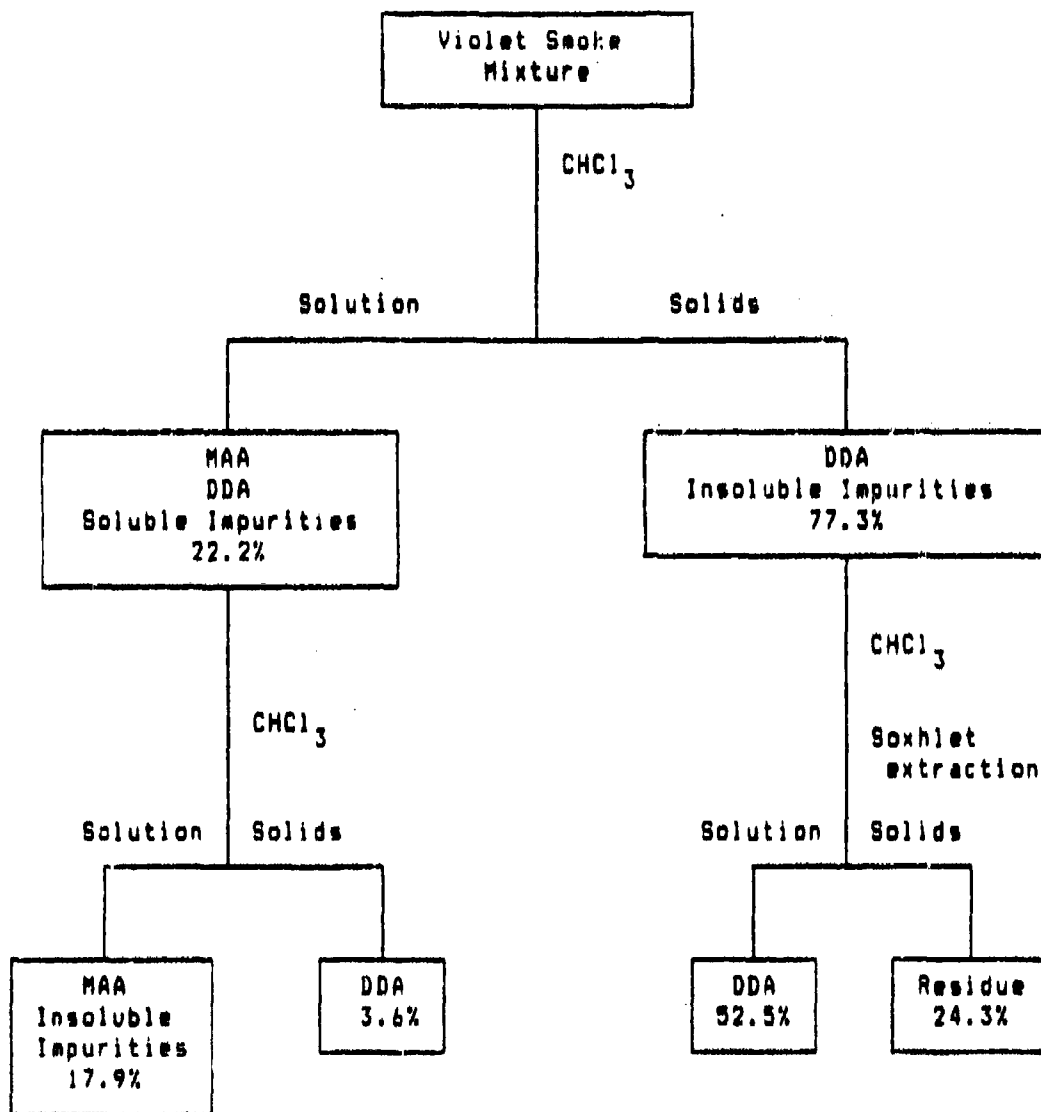 Violet Smoke
Mixture
CHCl3
Solution
Solids
MAA
DDA
Soluble Impurities
22.2%
DDA
Insoluble Impurities
77.3%
CHCl3
Solution
Solids
CHCl3
Soxhlet
extraction
Solution
Solids
MAA
Insoluble
Impurities
17.9%
DDA
3.6%
DDA
52.5%
Residue
24.3%